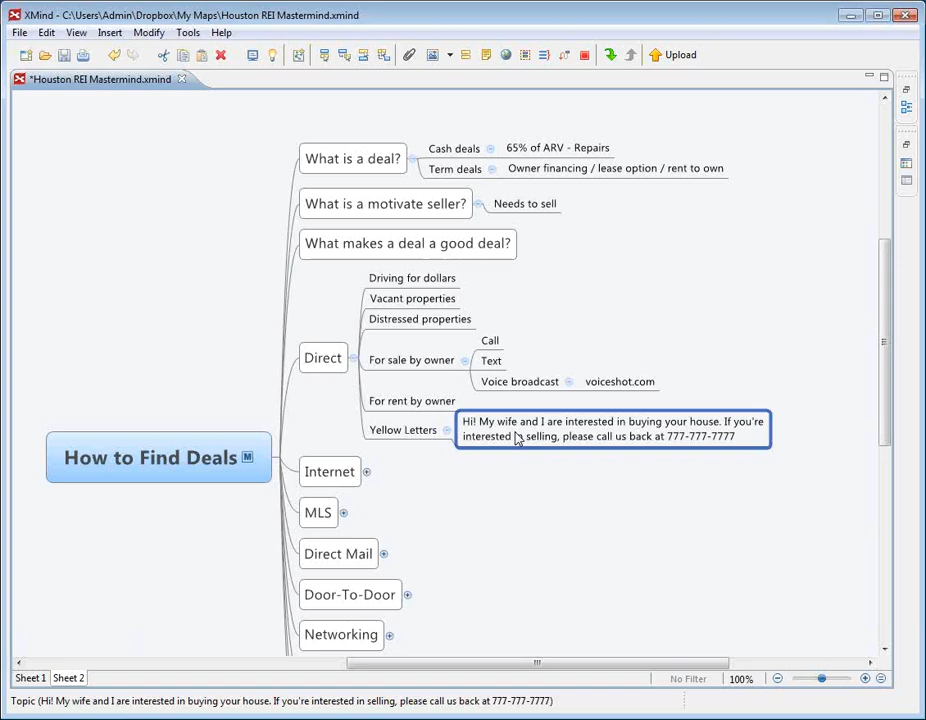 XMind - C:\Users\Admin\Dropbox\My Maps\Houston REI Mastermind.xmind
File Edit View Insert Modify Tools Help
Upload
*Houston REI Mastermind.xmind
What is a deal?
Cash deals
65% of ARV - Repairs
Term deals
Owner financing / lease option / rent to own
What is a motivate seller?
Needs to sell
What makes a deal a good deal?
Direct
Driving for dollars
Vacant properties
Distressed properties
For sale by owner
Call
Text
Voice broadcast
voiceshot.com
For rent by owner
Yellow Letters
Hi! My wife and I are interested in buying your house. If you're
interested in selling, please call us back at 777-777-7777
How to Find Deals
M
Internet
MLS
Direct Mail
Door-To-Door
Networking
Sheet 1 Sheet 2
No Filter 100%
Topic (Hi! My wife and I are interested in buying your house. If you're interested in selling, please call us back at 777-777-7777)